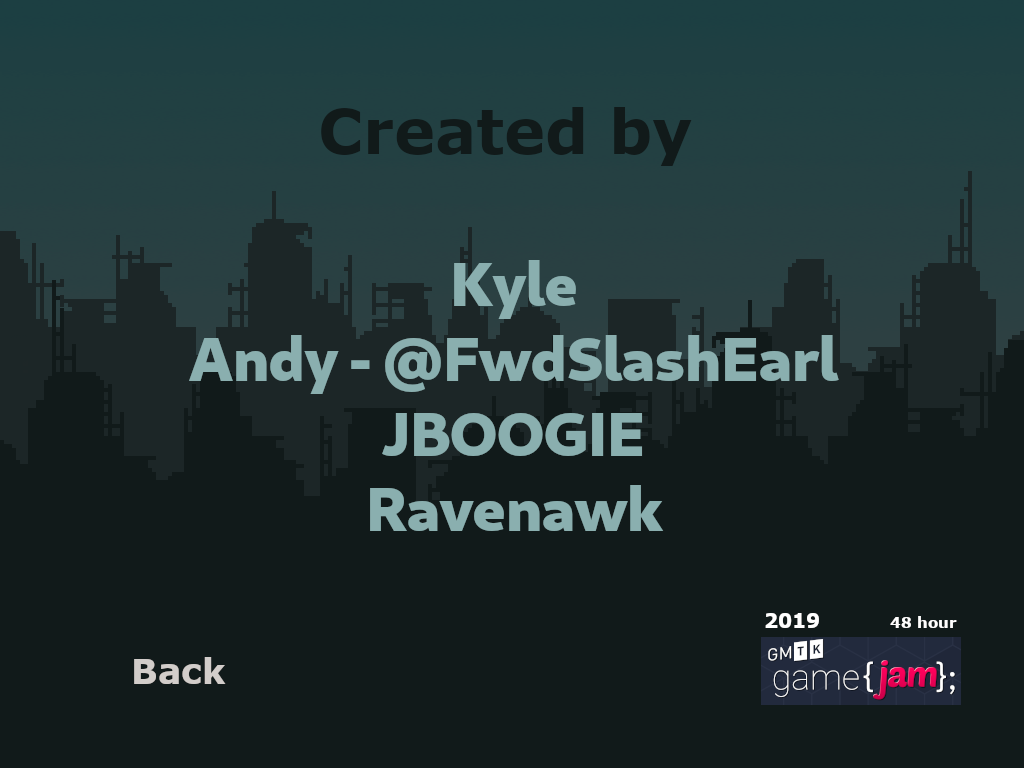 Created by
Kyle
Andy - @FwdSlashEarl
JBOOGIE
Ravenawk
2019 48 hour
Back
GMTK
game{jam};